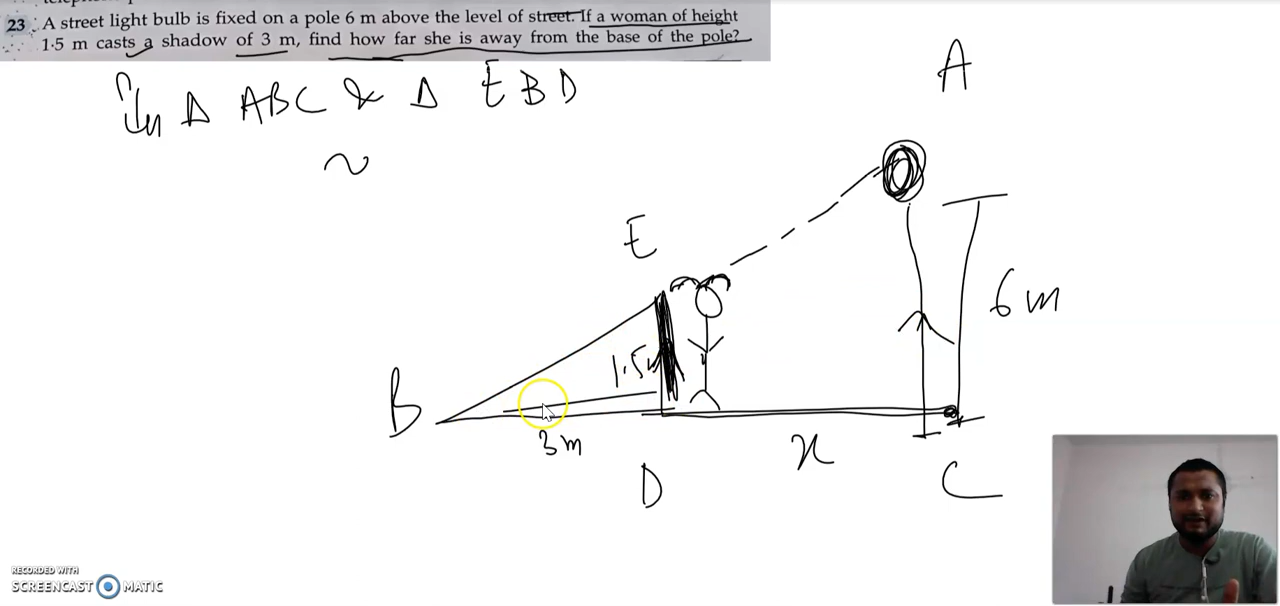 23. A street light bulb is fixed on a pole 6 m above the level of street. If a woman of height
1·5 m casts a shadow of 3 m, find how far she is away from the base of the pole?
In Δ ABC & Δ EBD
~
A
E
6 m
1.5
B
3m
x
D
C
RECORDED WITH
SCREENCAST MATIC